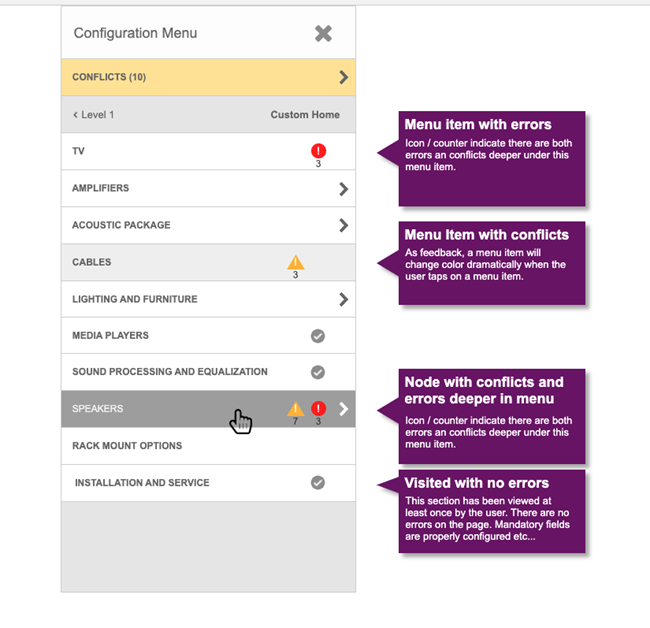 Configuration Menu
CONFLICTS (10)
‹ Level 1 Custom Home
TV
!
3
AMPLIFIERS
ACOUSTIC PACKAGE
CABLES
!
3
LIGHTING AND FURNITURE
MEDIA PLAYERS
SOUND PROCESSING AND EQUALIZATION
SPEAKERS
! !
7 3
RACK MOUNT OPTIONS
INSTALLATION AND SERVICE
Menu item with errors
Icon / counter indicate there are both
errors an conflicts deeper under this
menu item.
Menu Item with conflicts
As feedback, a menu item will
change color dramatically when the
user taps on a menu item.
Node with conflicts and
errors deeper in menu
Icon / counter indicate there are both
errors an conflicts deeper under this
menu item.
Visited with no errors
This section has been viewed at
least once by the user. There are no
errors on the page. Mandatory fields
are properly configured etc...